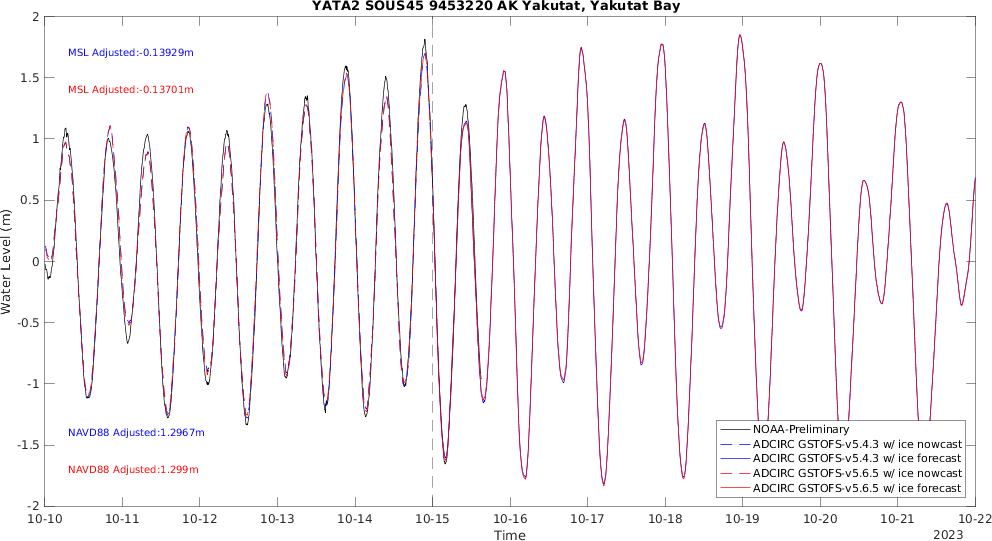 YATA2 SOUS45 9453220 AK Yakutat, Yakutat Bay
2
1.5
1
0.5
0
-0.5
-1
-1.5
-2
Water Level (m)
MSL Adjusted:-0.13929m
MSL Adjusted:-0.13701m
NAVD88 Adjusted:1.2967m
NAVD88 Adjusted:1.299m
NOAA-Preliminary
ADCIRC GSTOFS-v5.4.3 w/ ice nowcast
ADCIRC GSTOFS-v5.4.3 w/ ice forecast
ADCIRC GSTOFS-v5.6.5 w/ ice nowcast
ADCIRC GSTOFS-v5.6.5 w/ ice forecast
10-10 10-11 10-12 10-13 10-14 10-15 10-16 10-17 10-18 10-19 10-20 10-21 10-22
Time
2023